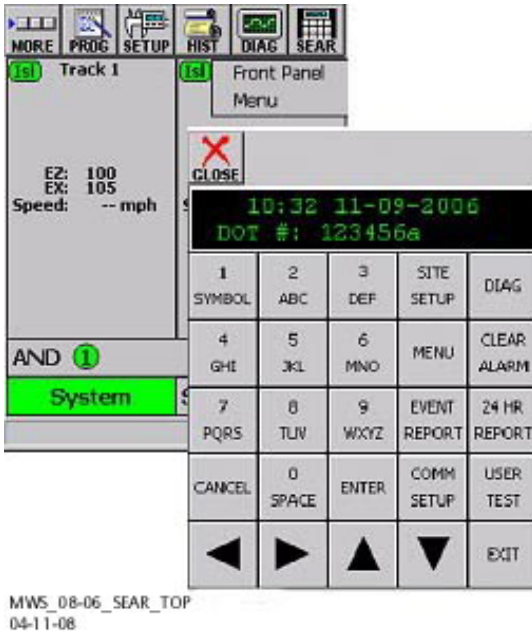 MORE PROG SETUP HIST DIAG SEAR
Isl Track 1
Isl Front Panel
Menu
EZ: 100
EX: 105
Speed: -- mph
AND 1
System
CLOSE
10:32 11-09-2006
DOT #: 123456a
1 2 3 SITE DIAG
SYMBOL ABC DEF SETUP
4 5 6 MENU CLEAR
GHI JKL MNO ALARM
7 8 9 EVENT 24 HR
PQRS TUV WXYZ REPORT REPORT
CANCEL 0 ENTER COMM USER
SPACE SETUP TEST
EXIT
MWS_08-06_SEAR_TOP
04-11-08